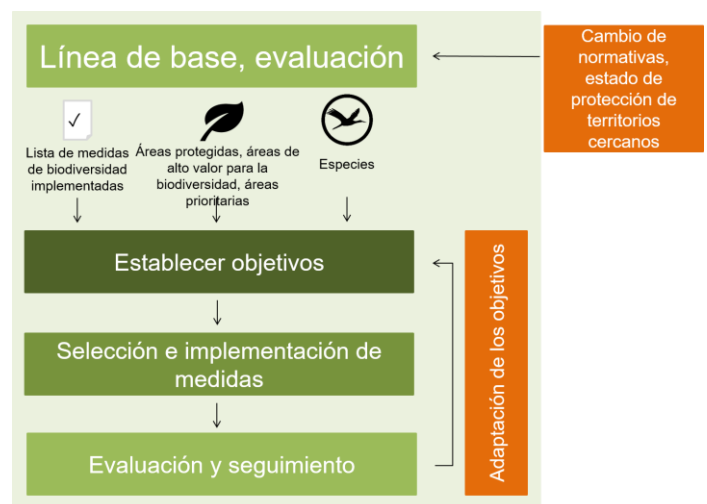 Línea de base, evaluación
Cambio de
normativas,
estado de
protección de
territorios
cercanos
Lista de medidas
de biodiversidad
implementadas
Áreas protegidas, áreas de
alto valor para la
biodiversidad, áreas
prioritarias
Especies
Establecer objetivos
Selección e implementación de
medidas
Evaluación y seguimiento
Adaptación de los objetivos